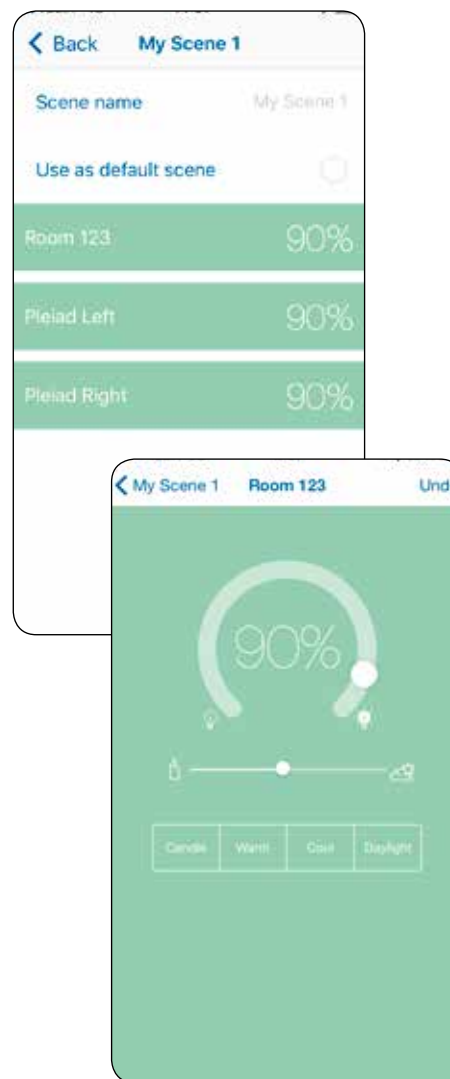 Back My Scene 1
Scene name My Scene 1
Use as default scene
Room 123 90%
Pleiad Left 90%
Pleiad Right 90%
My Scene 1 Room 123 Und
90%
Candle Warm Cool Daylight